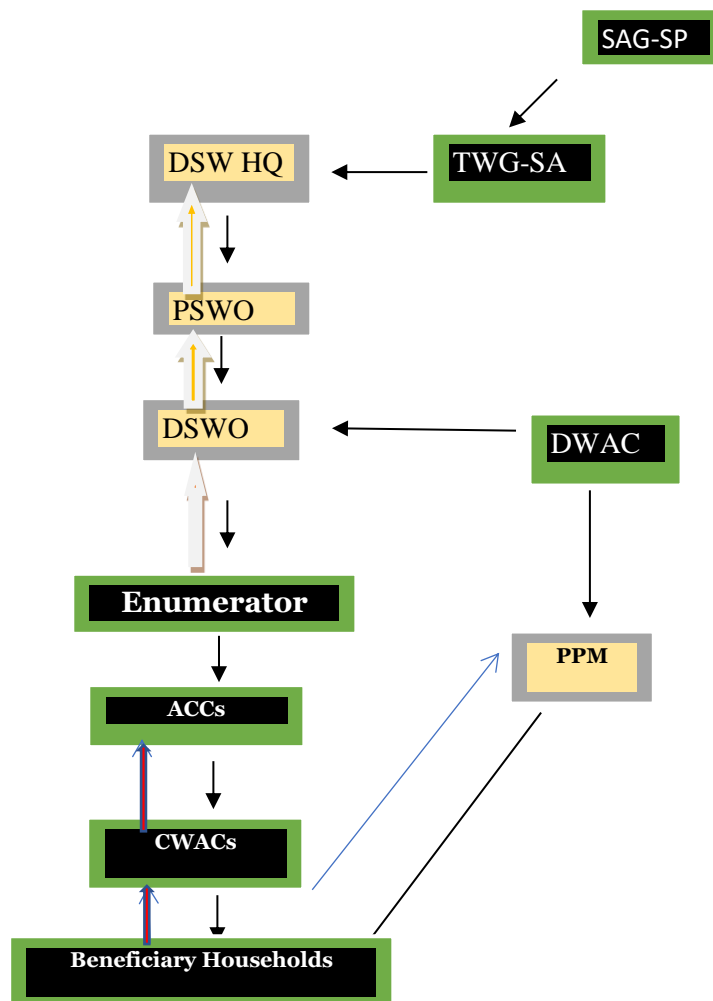 SAG-SP
DSW HQ
TWG-SA
PSWO
DSWO
DWAC
Enumerator
PPM
ACCs
CWACs
Beneficiary Households